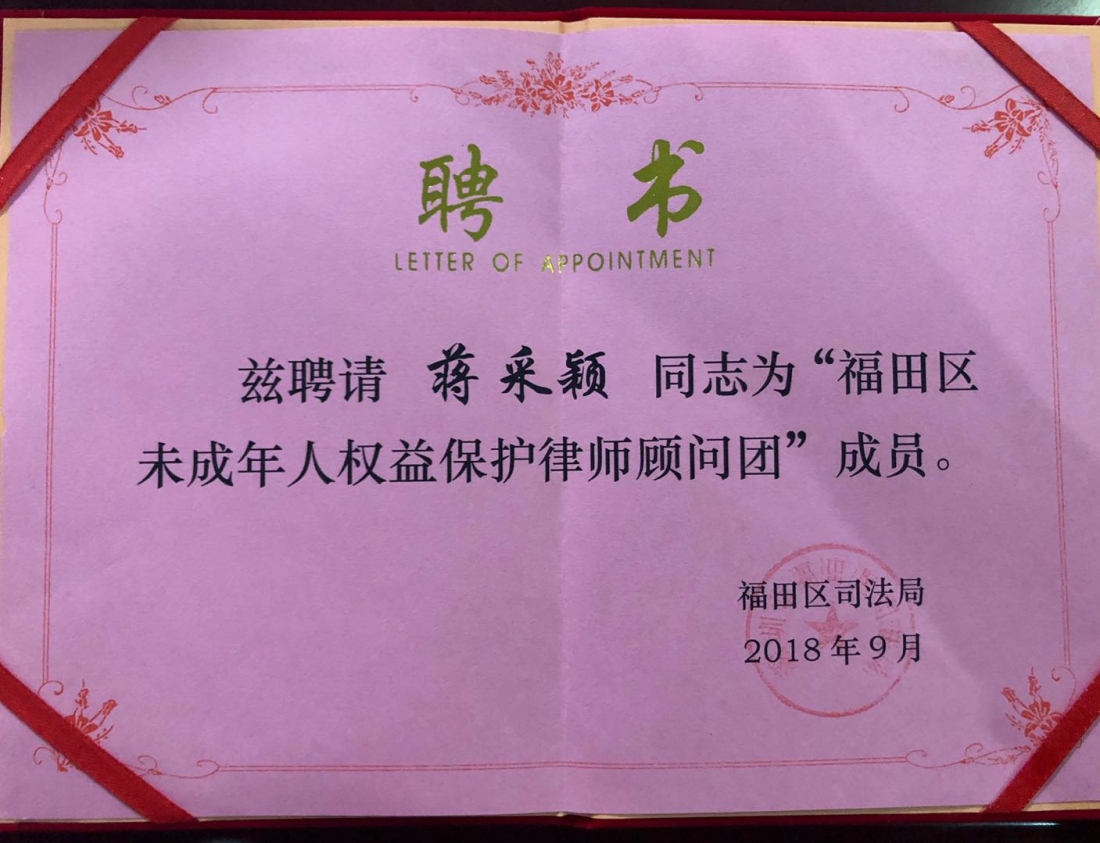 聘 书
LETTER OF APPOINTMENT
兹聘请 蒋采颖 同志为“福田区
未成年人权益保护律师顾问团”成员。
福田区司法局
2018年9月